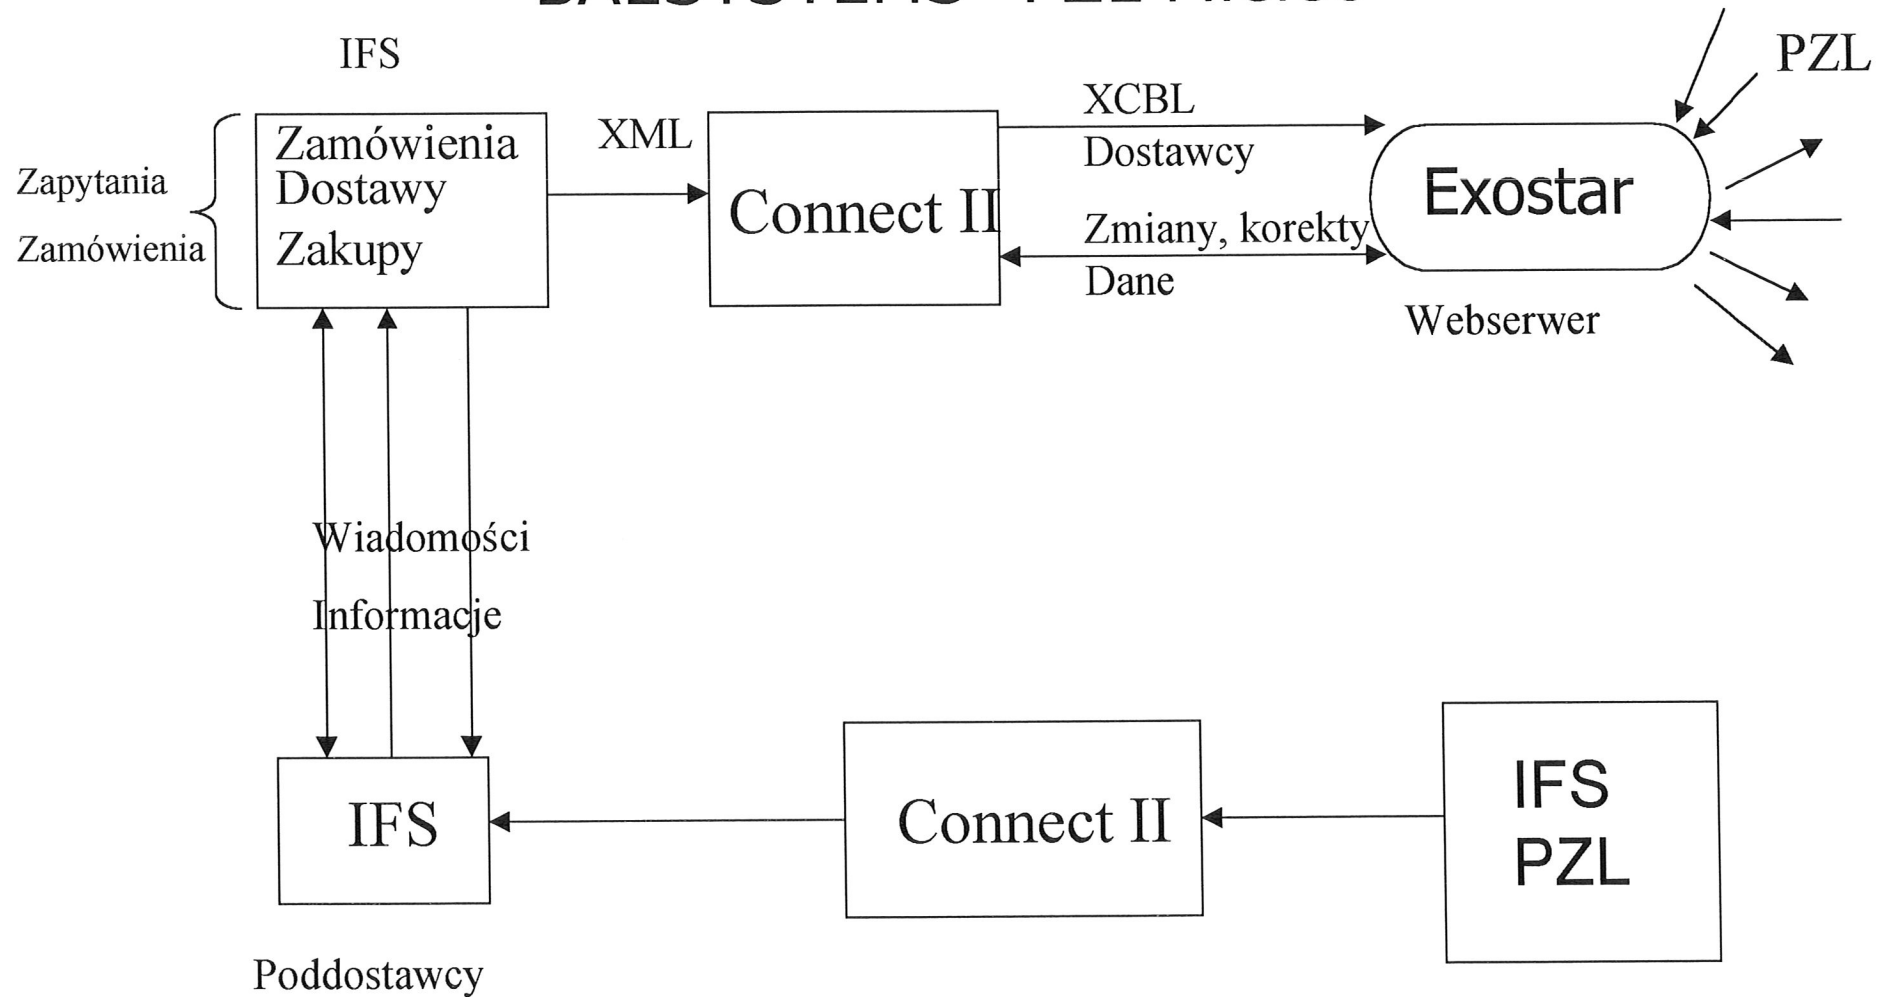 IFS
PZL
XCBL
XML
Zamówienia
Dostawy
Zakupy
Zapytania
Zamówienia
Connect II
Dostawcy
Exostar
Zmiany, korekty
Dane
Webserwer
Wiadomości
Informacje
IFS
Connect II
IFS
PZL
Poddostawcy